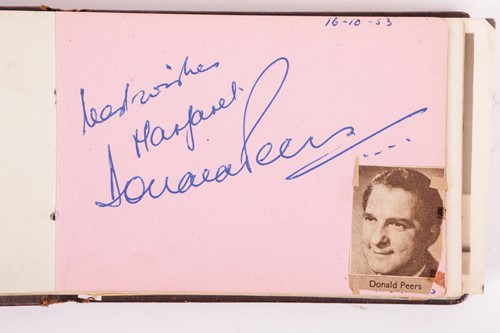 16-10-53
best wishes
Margaret.
Donald Peers
Donald Peers